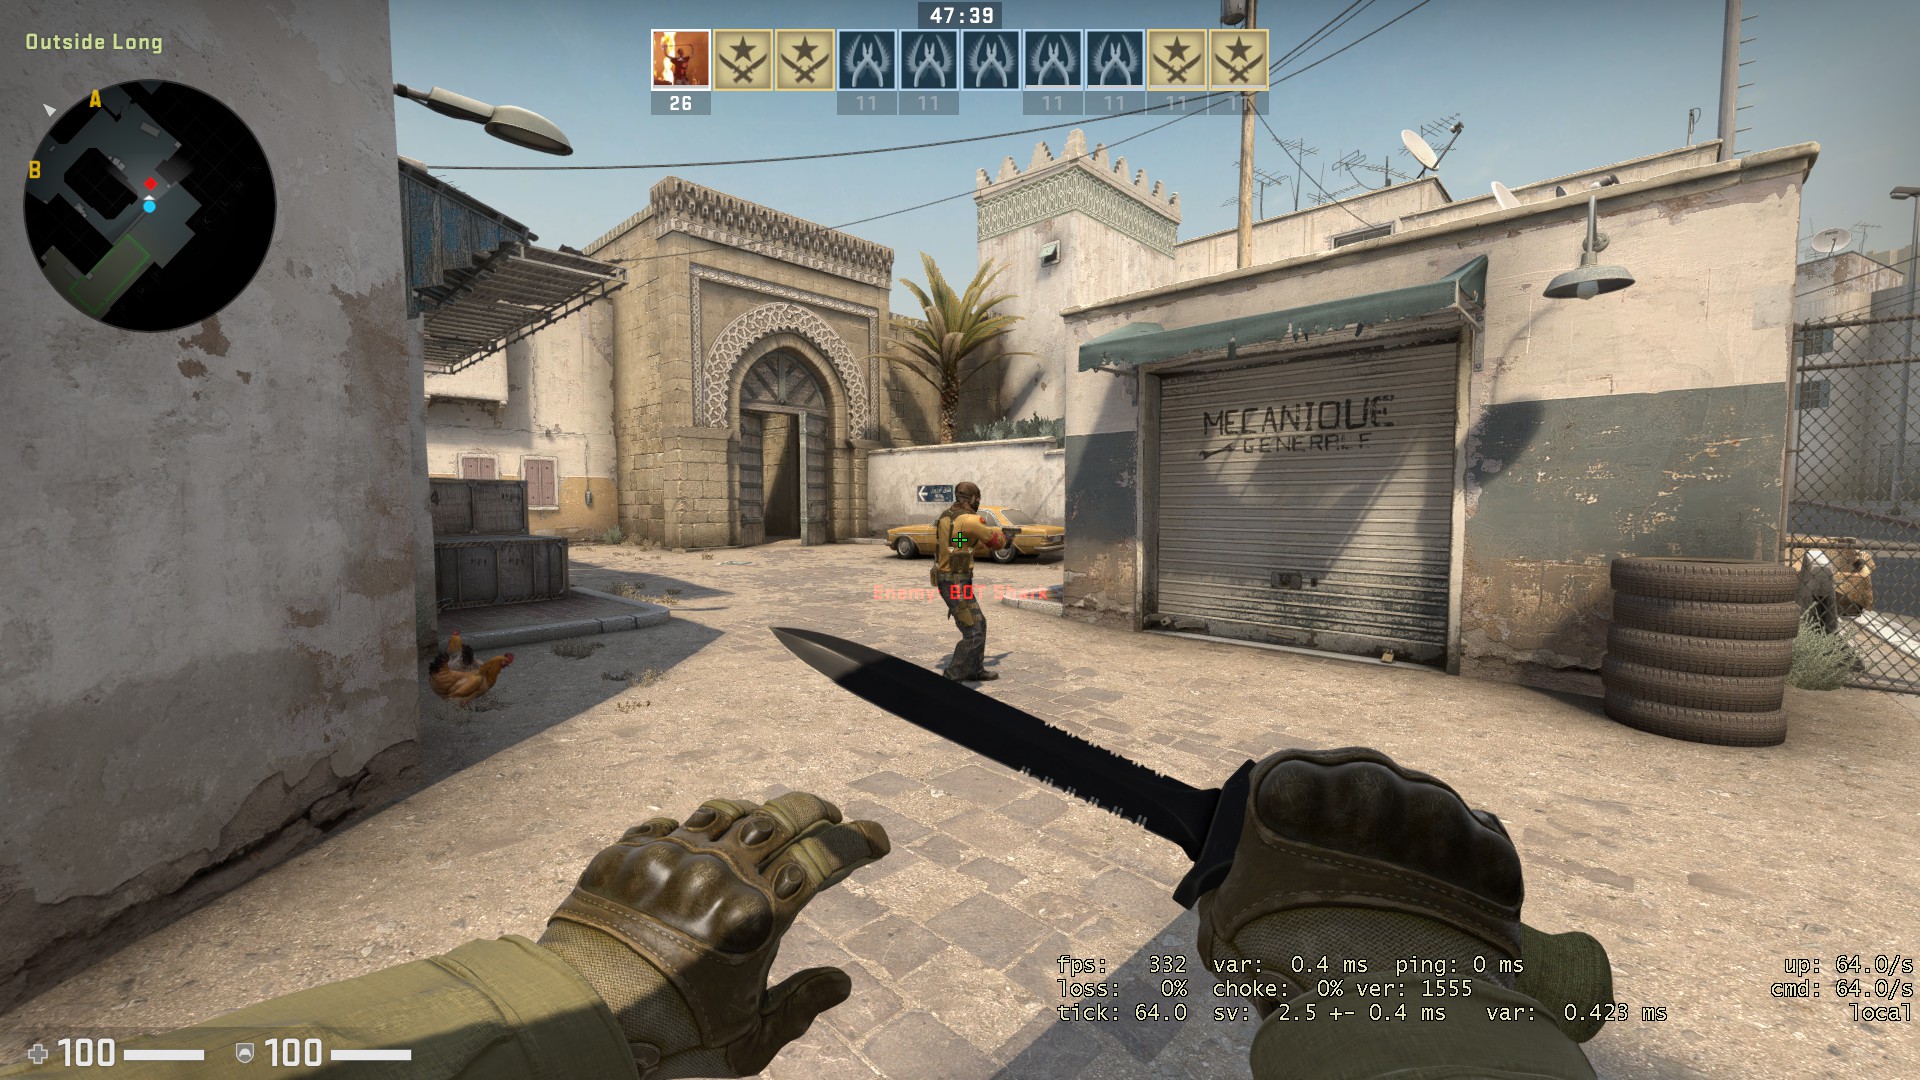 47:39
Outside Long
A
B
26
11 11 11 11 11 11
MECANIQUE
GENERALE
Enemy: BOT
fps: 332 var: 0.4 ms ping: 0 ms up: 64.0/s
loss: 0% choke: 0% ver: 1555 cmd: 64.0/s
tick: 64.0 sv: 2.5 +- 0.4 ms var: 0.423 ms local
100 100